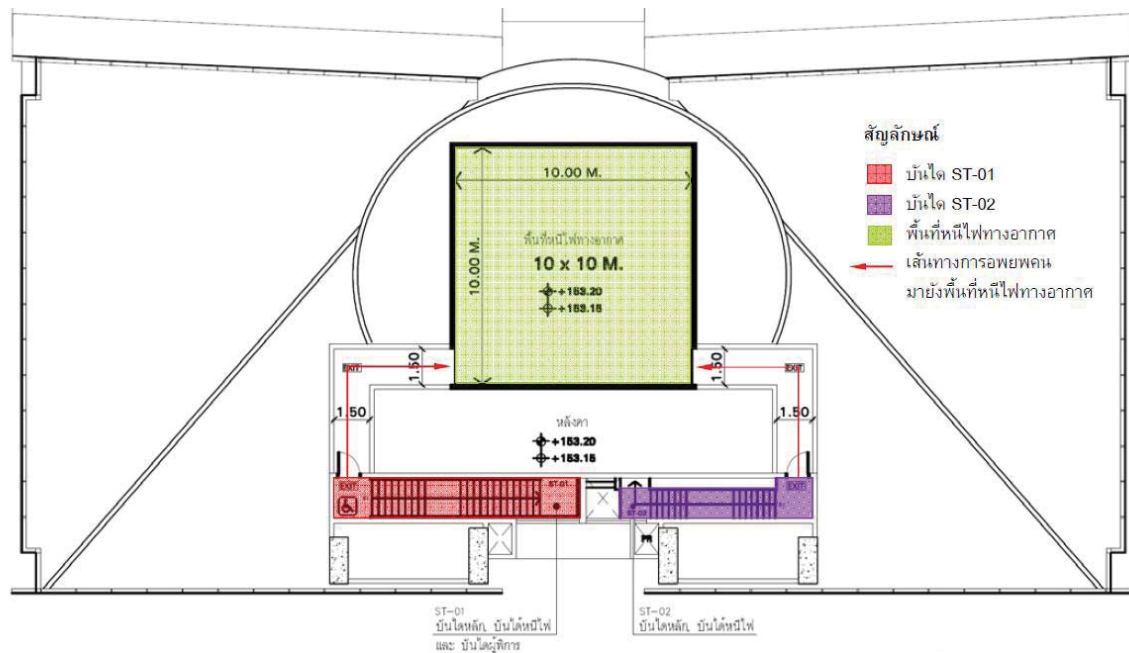 สัญลักษณ์
บันได ST-01
บันได ST-02
พื้นที่หนีไฟทางอากาศ
เส้นทางการอพยพคน
มายังพื้นที่หนีไฟทางอากาศ
10.00 M.
10.00 M.
พื้นที่หนีไฟทางอากาศ
10 x 10 M.
+153.20
+153.15
EXIT
1.50
1.50
EXIT
1.50
1.50
หลังคา
+153.20
+153.15
EXIT
ST-01
ST-02
EXIT
ST-01
บันใดหลัก, บันใด้หนีไฟ
และ บันใดผู้พิการ
ST-02
บันใดหลัก, บันใด้หนีไฟ